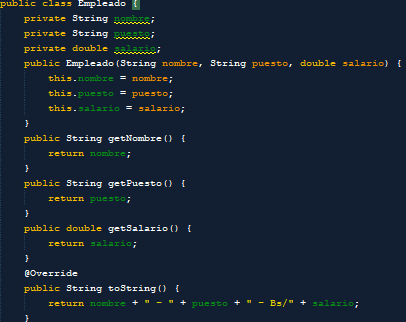 public class Empleado {
private String nombre;
private String puesto;
private double salario;
public Empleado(String nombre, String puesto, double salario) {
this.nombre = nombre;
this.puesto = puesto;
this.salario = salario;
}
public String getNombre() {
return nombre;
}
public String getPuesto() {
return puesto;
}
public double getSalario() {
return salario;
}
@Override
public String toString() {
return nombre + " - " + puesto + " - Bs/" + salario;
}